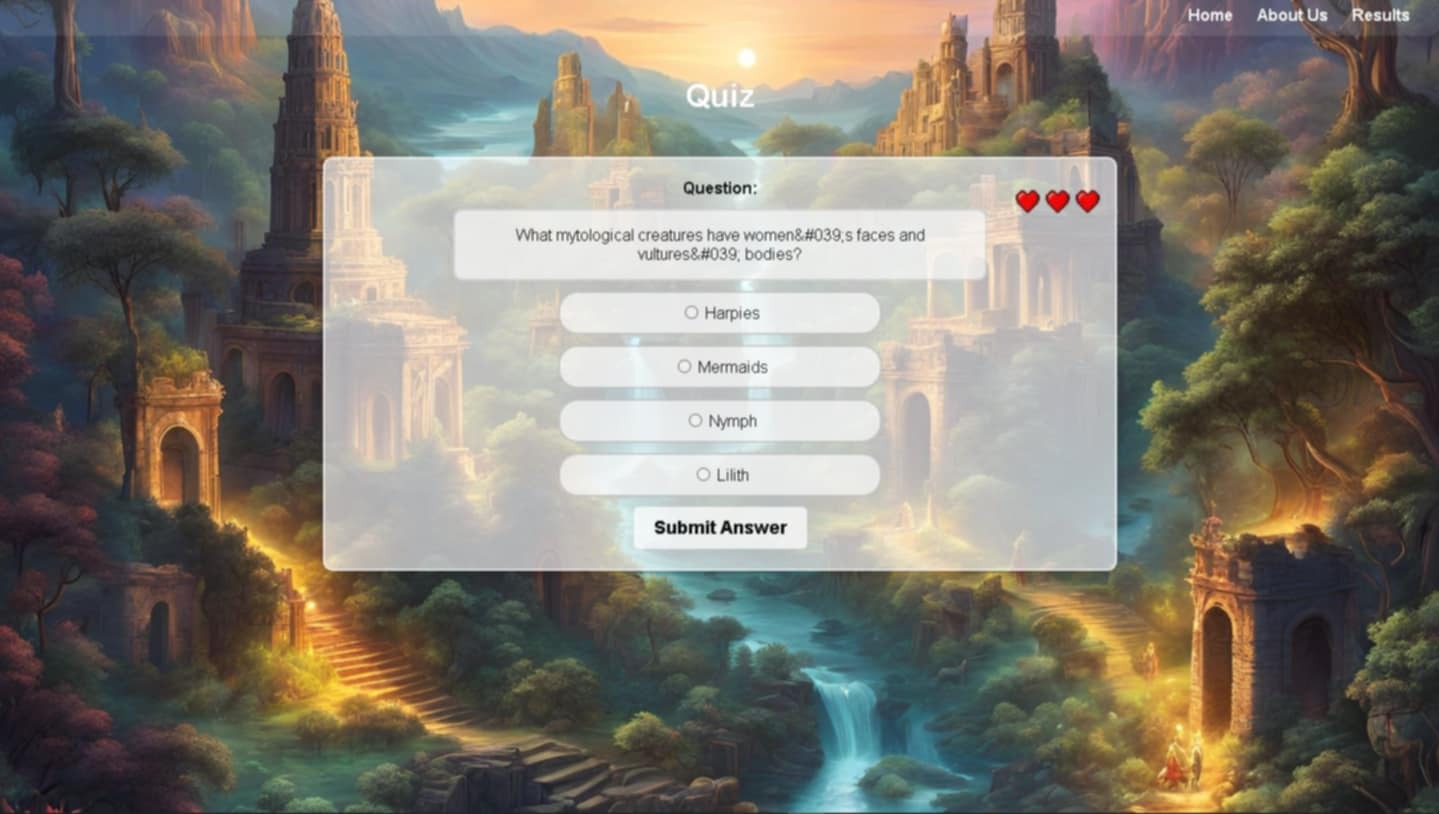 Home About Us Results
Quiz
Question:
What mytological creatures have women&#039;s faces and
vultures&#039; bodies?
Harpies
Mermaids
Nymph
Lilith
Submit Answer